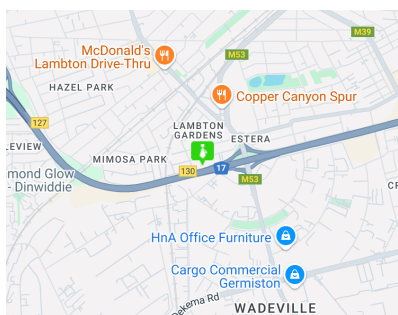 M39
McDonald's
Lambton Drive-Thru
M53
HAZEL PARK
Copper Canyon Spur
127
LAMBTON
GARDENS
ESTERA
LEVIEW
MIMOSA PARK
130
17
mond Glow
- Dinwiddie
M53
CR
HnA Office Furniture
Cargo Commercial
Germiston
Dekema Rd
WADEVILLE